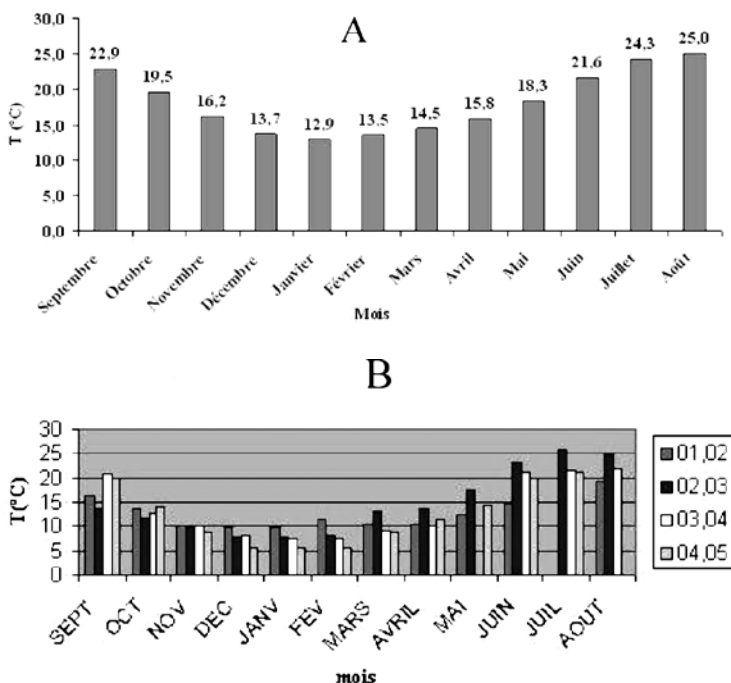 A
30,0
25,0
20,0
15,0
10,0
5,0
0,0
T (°C)
22,9 19,5 16,2 13,7 12,9 13,5 14,5 15,8 18,3 21,6 24,3 25,0
Septembre Octobre Novembre Décembre Janvier Février Mars Avril Mai Juin Juillet Août
Mois
B
30
25
20
15
10
5
0
T(°C)
SEPT OCT NOV DEC JANV FEV MARS AVRIL MAI JUIN JUIL AOUT
mois
01,02
02,03
03,04
04,05